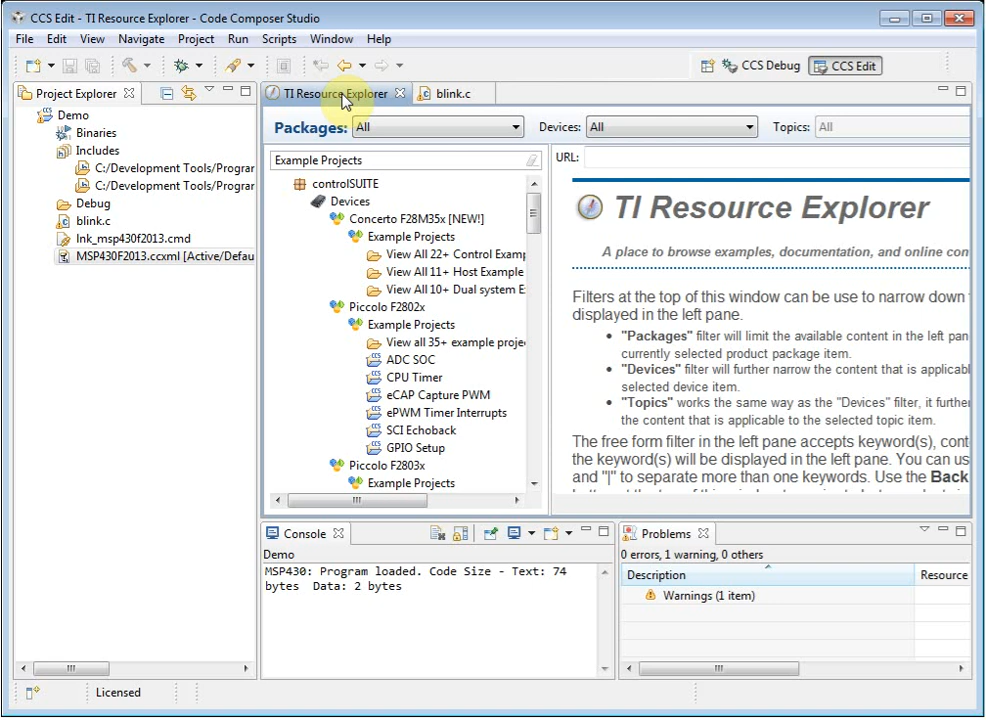 CCS Edit - TI Resource Explorer - Code Composer Studio
File Edit View Navigate Project Run Scripts Window Help
CCS Debug CCS Edit
Project Explorer
Demo
Binaries
Includes
C:/Development Tools/Progran
C:/Development Tools/Progran
Debug
blink.c
lnk_msp430f2013.cmd
MSP430F2013.ccxml [Active/Defau
TI Resource Explorer blink.c
Packages: All Devices: All Topics: All
Example Projects
controlSUITE
Devices
Concerto F28M35x [NEW!]
Example Projects
View All 22+ Control Examp
View All 11+ Host Example
View All 10+ Dual system E
Piccolo F2802x
Example Projects
View all 35+ example proje
ADC SOC
CPU Timer
eCAP Capture PWM
ePWM Timer Interrupts
SCI Echoback
GPIO Setup
Piccolo F2803x
Example Projects
URL:
TI Resource Explorer
A place to browse examples, documentation, and online con
Filters at the top of this window can be use to narrow down
displayed in the left pane.
• "Packages" filter will limit the available content in the left pan
currently selected product package item.
• "Devices" filter will further narrow the content that is applicabl
selected device item.
• "Topics" works the same way as the "Devices" filter, it further
the content that is applicable to the selected topic item.
The free form filter in the left pane accepts keyword(s), cont
the keyword(s) will be displayed in the left pane. You can us
and "|" to separate more than one keywords. Use the Back
Console
Demo
MSP430: Program loaded. Code Size - Text: 74
bytes Data: 2 bytes
Problems
0 errors, 1 warning, 0 others
Description Resource
Warnings (1 item)
Licensed